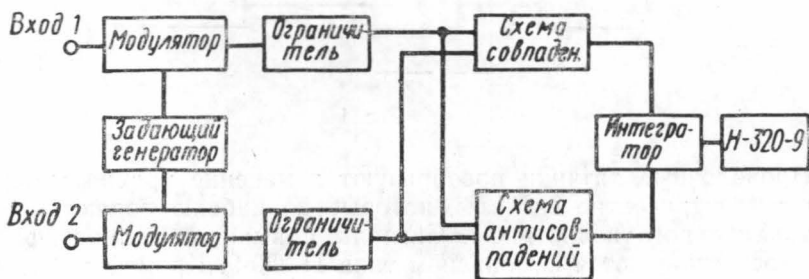 Вход 1
Модулятор
Ограничи-
тель
Схема
совпаден.
Задающий
генератор
Интегра-
тор
Н-320-9
Вход 2
Модулятор
Ограничи-
тель
Схема
антисов-
падений